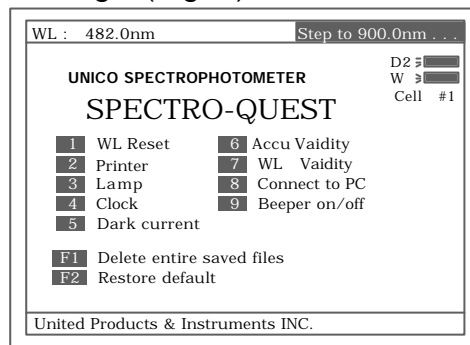 WL : 482.0nm Step to 900.0nm . . .
D2
UNICO SPECTROPHOTOMETER W
Cell #1
SPECTRO-QUEST
1 WL Reset 6 Accu Vaidity
2 Printer 7 WL Vaidity
3 Lamp 8 Connect to PC
4 Clock 9 Beeper on/off
5 Dark current
F1 Delete entire saved files
F2 Restore default
United Products & Instruments INC.